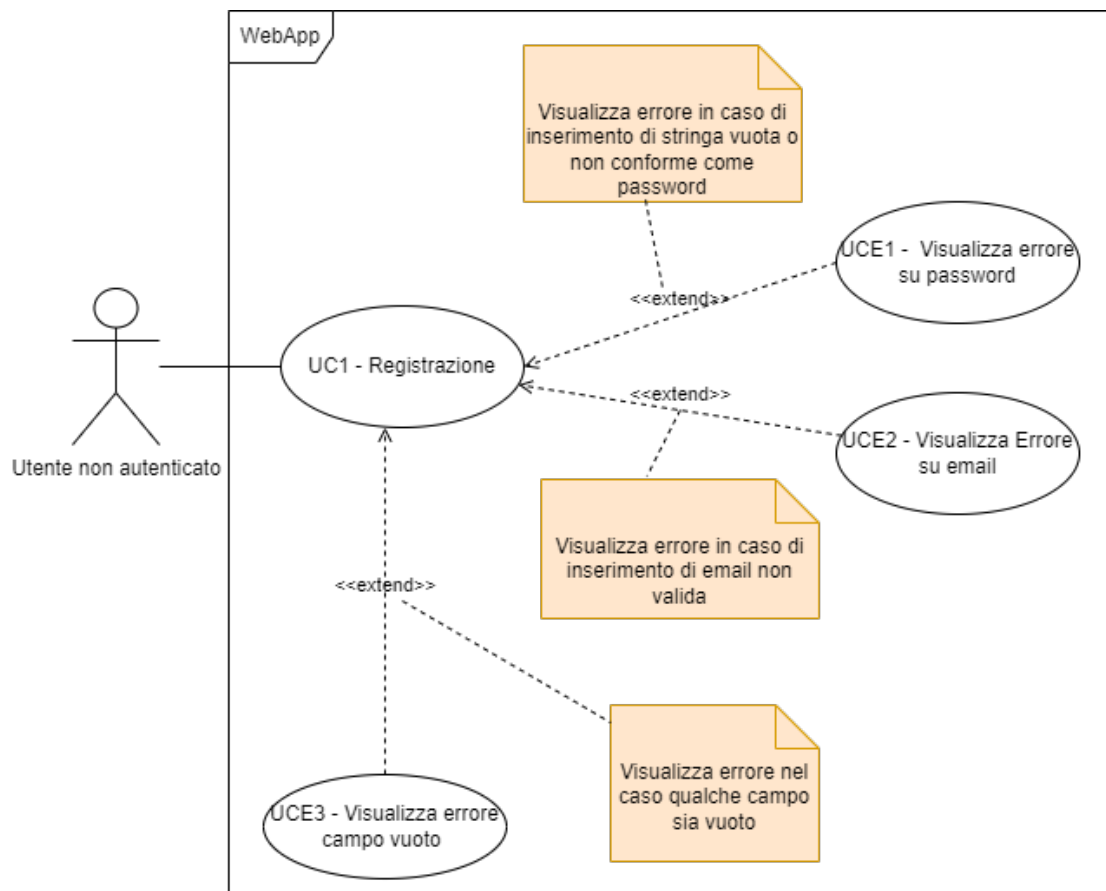 WebApp
Visualizza errore in caso di
inserimento di stringa vuota o
non conforme come
password
UCE1 - Visualizza errore
su password
<<extend>>
UC1 - Registrazione
<<extend>>
UCE2 - Visualizza Errore
su email
Utente non autenticato
Visualizza errore in caso di
inserimento di email non
valida
<<extend>>
Visualizza errore nel
caso qualche campo
sia vuoto
UCE3 - Visualizza errore
campo vuoto